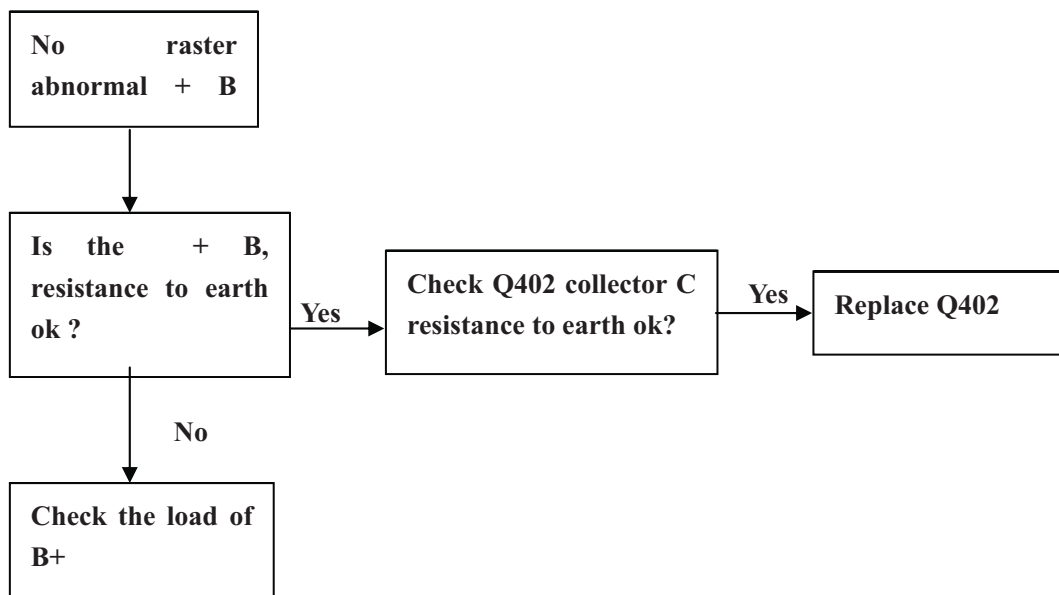 No raster
abnormal + B
Is the + B,
resistance to earth
ok ?
Yes
Check Q402 collector C
resistance to earth ok?
Yes
Replace Q402
No
Check the load of
B+